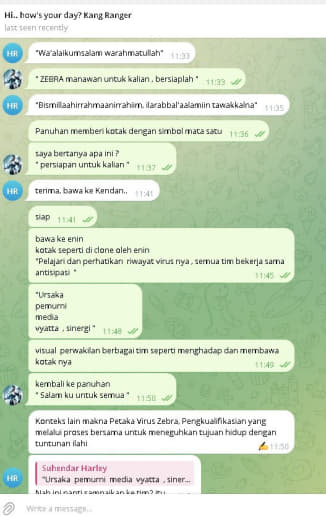 Hi.. how's your day? Kang Ranger
last seen recently
HR
"Wa'alaikumsalam warahmatullah" 11:33
" ZEBRA manawan untuk kalian , bersiaplah " 11:33
HR
"Bismillaahirrahmaanirrahiim, ilarabbal'aalamiin tawakkalna" 11:35
Panuhan memberi kotak dengan simbol mata satu 11:36
saya bertanya apa ini ?
" persiapan untuk kalian " 11:37
HR
terima, bawa ke Kendan.. 11:41
siap 11:41
bawa ke enin
kotak seperti di clone oleh enin
"Pelajari dan perhatikan riwayat virus nya , semua tim bekerja sama
antisipasi " 11:45
"Ursaka
pemurni
media
vyatta , sinergi " 11:48
visual perwakilan berbagai tim seperti menghadap dan membawa
kotak nya 11:49
kembali ke panuhan
" Salam ku untuk semua " 11:50
Konteks lain makna Petaka Virus Zebra, Pengkualifikasian yang
melalui proses bersama untuk meneguhkan tujuan hidup dengan
tuntunan ilahi 11:50
HR
Suhendar Harley
"Ursaka pemurni media vyatta , siner...
Nah ini nanti sampaikan ke tim2 itu
Write a message...